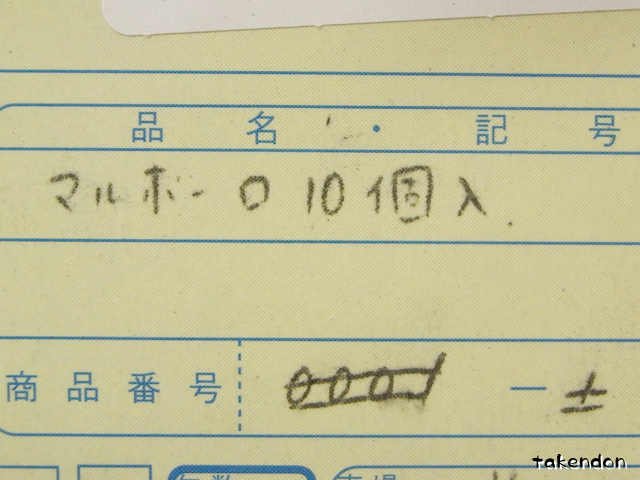 品名・記号
マルボーロ10個入.
商品番号 0001 —
takendon